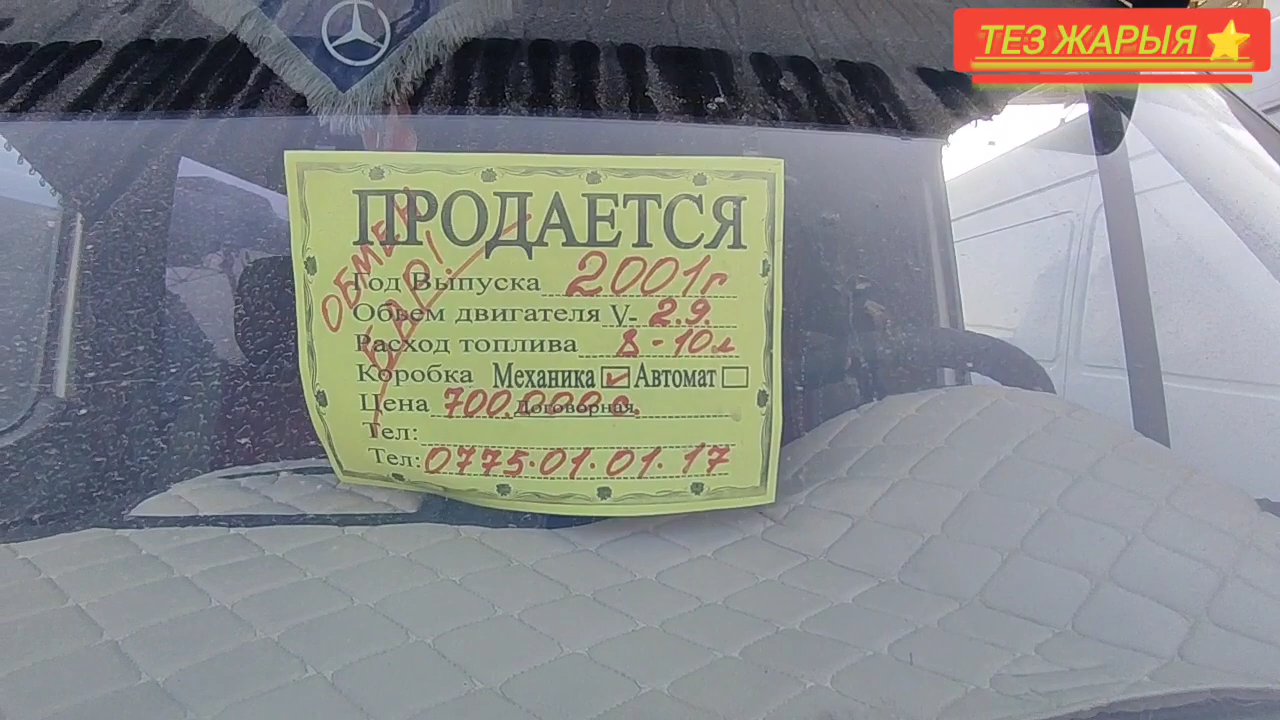 ТЕЗ ЖАРЫЯ
ПРОДАЕТСЯ
ОБМЕН
БАР!
Год Выпуска 2001г
Объем двигателя V- 2.9.
Расход топлива 8-10л
Коробка Механика Автомат
Цена 700.000 с. Договорная
Тел:
Тел: 0775.01.01.17